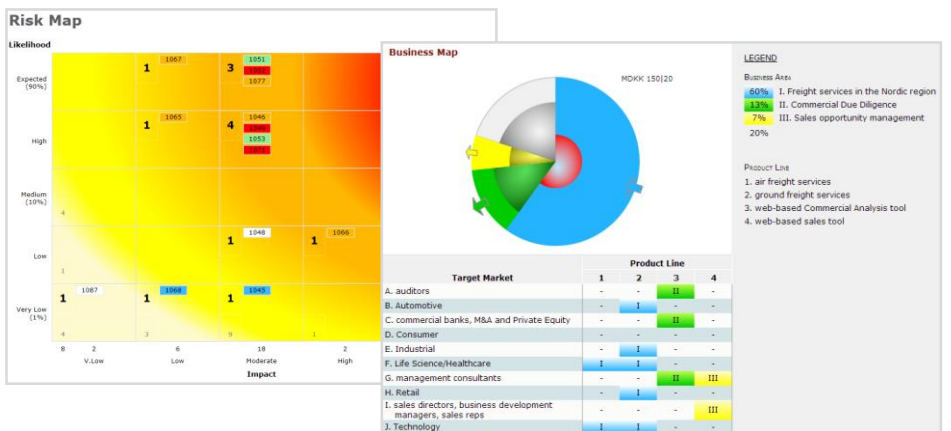 Risk Map
Likelihood
Expected
(90%)
1 1067
3 1051
1077
High
1 1065
4 1046
1053
1071
Medium
(10%)
4
Low
1 1048
1 1066
1
Very Low
(1%)
1 1087
1 1068
1 1045
4 3 9 1
8 2 6 18 2
V.Low Low Moderate High
Impact
Business Map
MDKK 150|20
LEGEND
Business Area
60% I. Freight services in the Nordic region
13% II. Commercial Due Diligence
7% III. Sales opportunity management
20%
Product Line
1. air freight services
2. ground freight services
3. web-based Commercial Analysis tool
4. web-based sales tool
Product Line
Target Market 1 2 3 4
A. auditors - - II -
B. Automotive - I - -
C. commercial banks, M&A and Private Equity - - II -
D. Consumer - - - -
E. Industrial - I - -
F. Life Science/Healthcare I I - -
G. management consultants - - II III
H. Retail - I - -
I. sales directors, business development
managers, sales reps - - - III
J. Technology I I - -